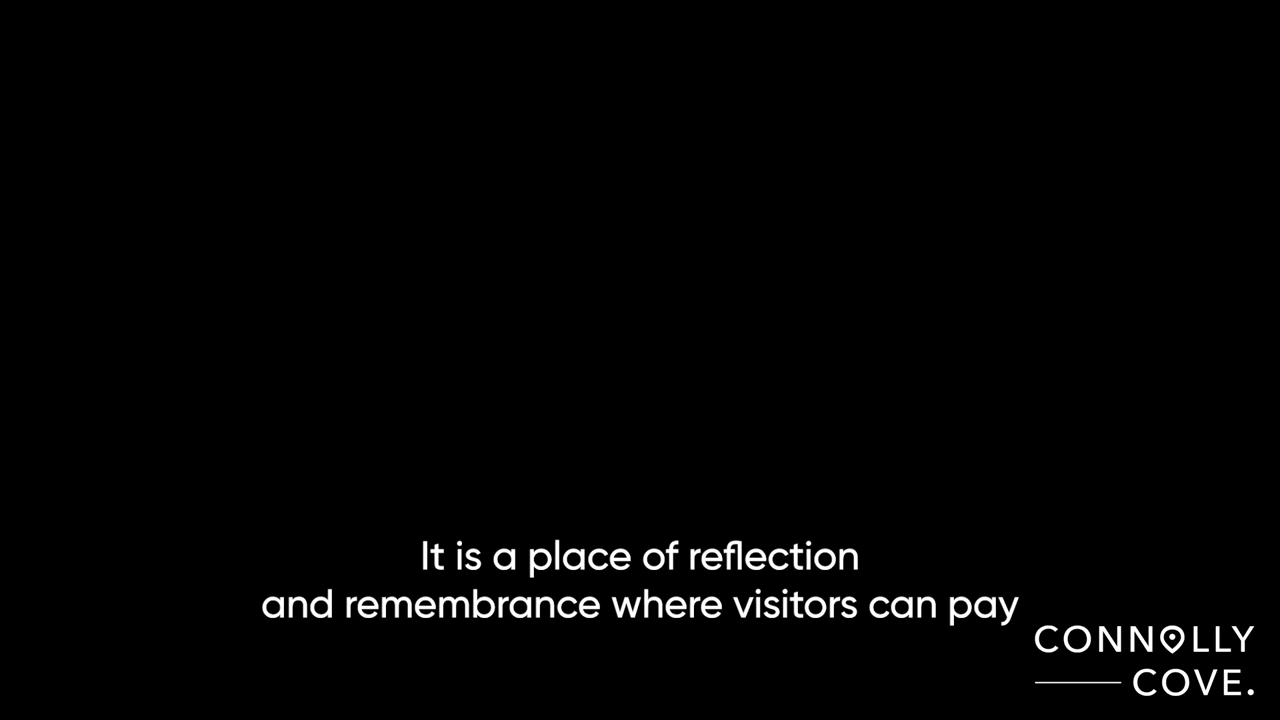 It is a place of reflection
and remembrance where visitors can pay
CONNOLLY
COVE.